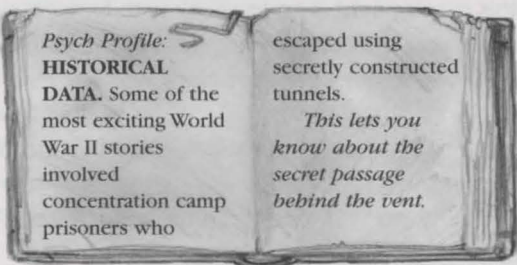 Psych Profile:
HISTORICAL
DATA. Some of the
most exciting World
War II stories
involved
concentration camp
prisoners who
escaped using
secretly constructed
tunnels.
This lets you
know about the
secret passage
behind the vent.